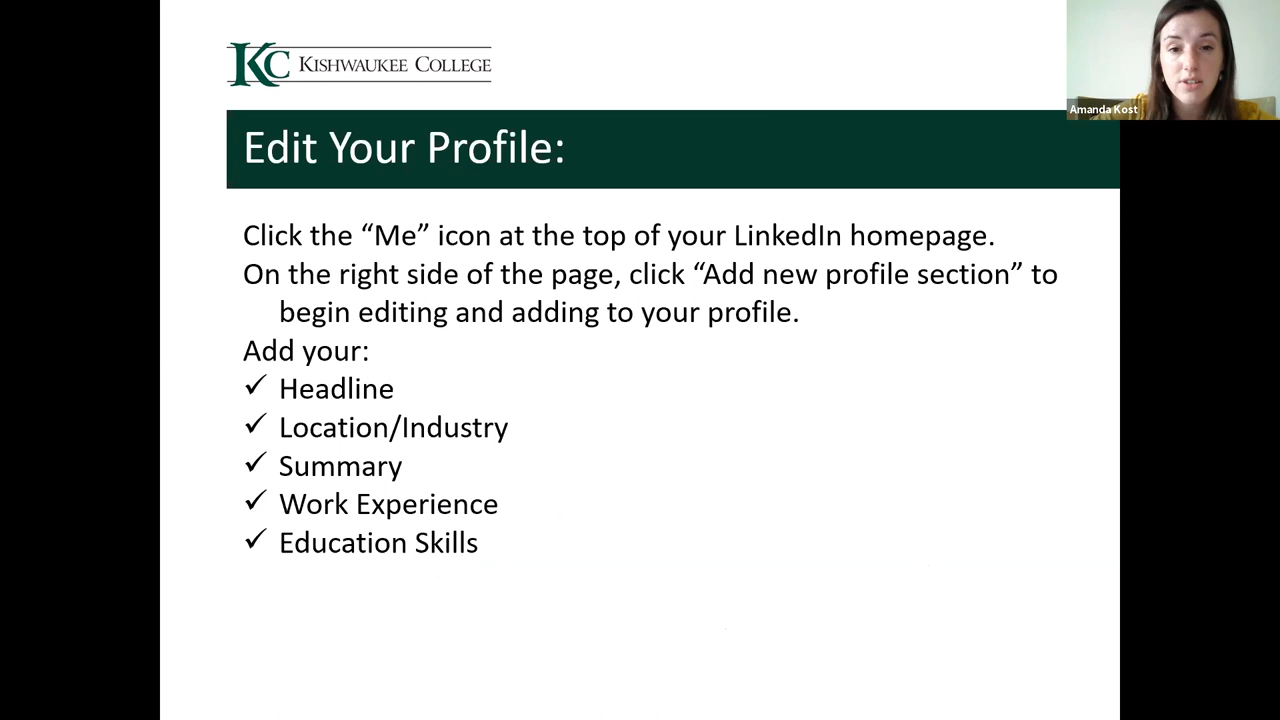 KC KISHWAUKEE COLLEGE
Amanda Kost
Edit Your Profile:
Click the “Me” icon at the top of your LinkedIn homepage.
On the right side of the page, click “Add new profile section” to
begin editing and adding to your profile.
Add your:
✓ Headline
✓ Location/Industry
✓ Summary
✓ Work Experience
✓ Education Skills